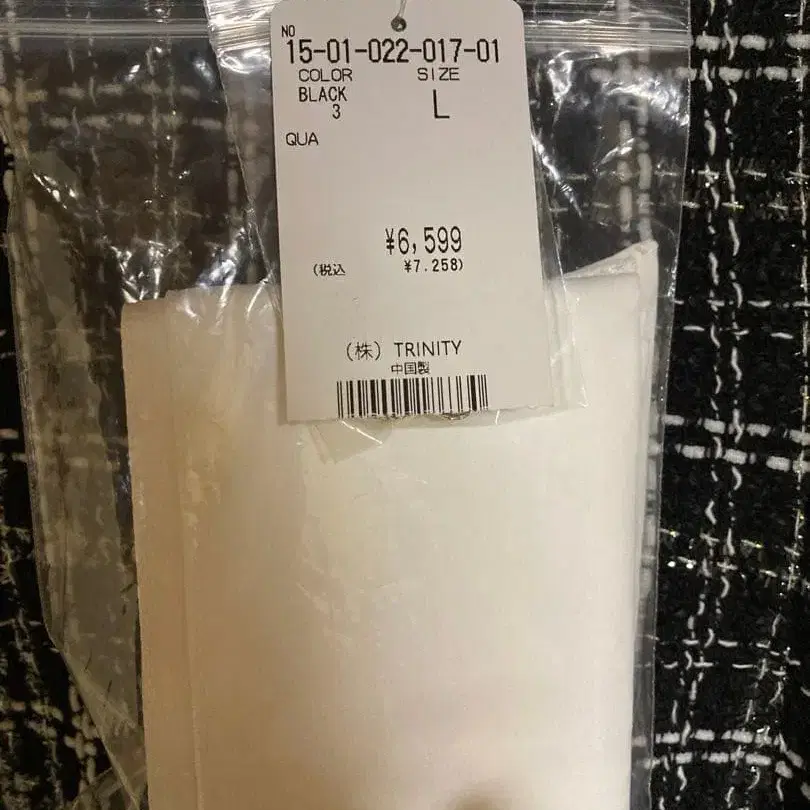 NO
15-01-022-017-01
COLOR SIZE
BLACK L
3
QUA
¥6,599
(税込 ¥7.258)
(株) TRINITY
中国製